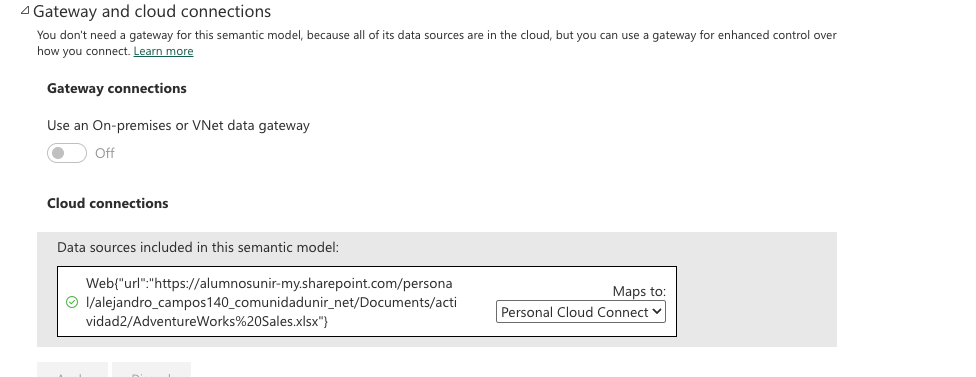 Gateway and cloud connections
You don't need a gateway for this semantic model, because all of its data sources are in the cloud, but you can use a gateway for enhanced control over
how you connect. Learn more
Gateway connections
Use an On-premises or VNet data gateway
Off
Cloud connections
Data sources included in this semantic model:
Web{"url":"https://alumnosunir-my.sharepoint.com/persona
l/alejandro_campos140_comunidadunir_net/Documents/acti
vidad2/AdventureWorks%20Sales.xlsx"}
Maps to:
Personal Cloud Connect